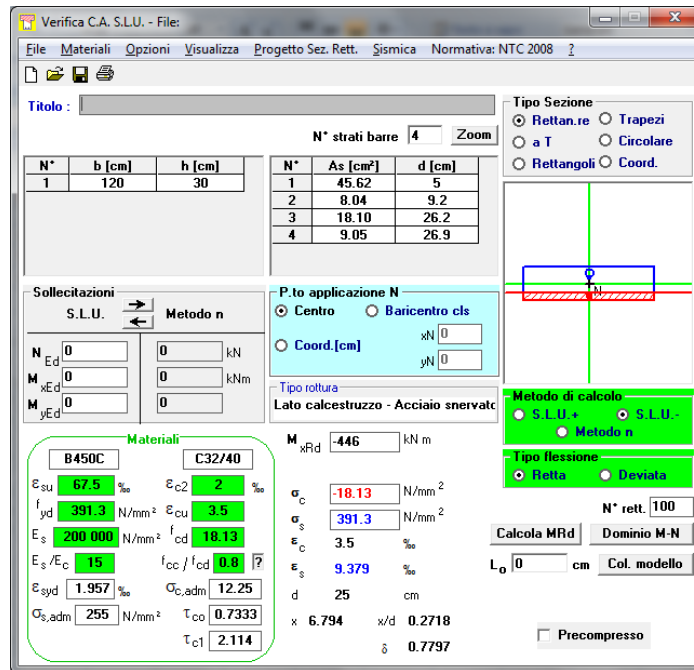 Verifica C.A. S.L.U. - File:
File Materiali Opzioni Visualizza Progetto Sez. Rett. Sismica Normativa: NTC 2008 ?
Titolo :
N° strati barre 4 Zoom
N° b [cm] h [cm]
1 120 30
N° As [cm²] d [cm]
1 45.62 5
2 8.04 9.2
3 18.10 26.2
4 9.05 26.9
Tipo Sezione
Rettan.re Trapezi
a T Circolare
Rettangoli Coord.
N
Sollecitazioni
S.L.U. Metodo n
N Ed 0 0 kN
M xEd 0 0 kNm
M yEd 0 0
P.to applicazione N
Centro Baricentro cls
Coord.[cm] xN 0
yN 0
Tipo rottura
Lato calcestruzzo - Acciaio snervato
Metodo di calcolo
S.L.U.+ S.L.U.-
Metodo n
Tipo flessione
Retta Deviata
Materiali
B450C C32/40
εsu 67.5 ‰ εc2 2 ‰
fyd 391.3 N/mm² εcu 3.5
Es 200 000 N/mm² fcd 18.13
Es/Ec 15 fcc / fcd 0.8 ?
εsyd 1.957 ‰ σc,adm 12.25
σs,adm 255 N/mm² τco 0.7333
τc1 2.114
M xRd -446 kN m
σc -18.13 N/mm²
σs 391.3 N/mm²
εc 3.5 ‰
εs 9.379 ‰
d 25 cm
x 6.794 x/d 0.2718
δ 0.7797
N° rett. 100
Calcola MRd Dominio M-N
Lo 0 cm Col. modello
Precompresso